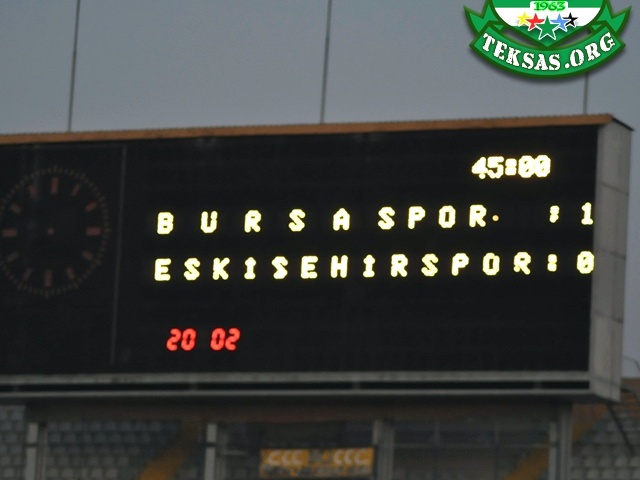 1963
TEKSAS.ORG
45:00
BURSASPOR. :1
ESKISEHIRSPOR:0
20 02